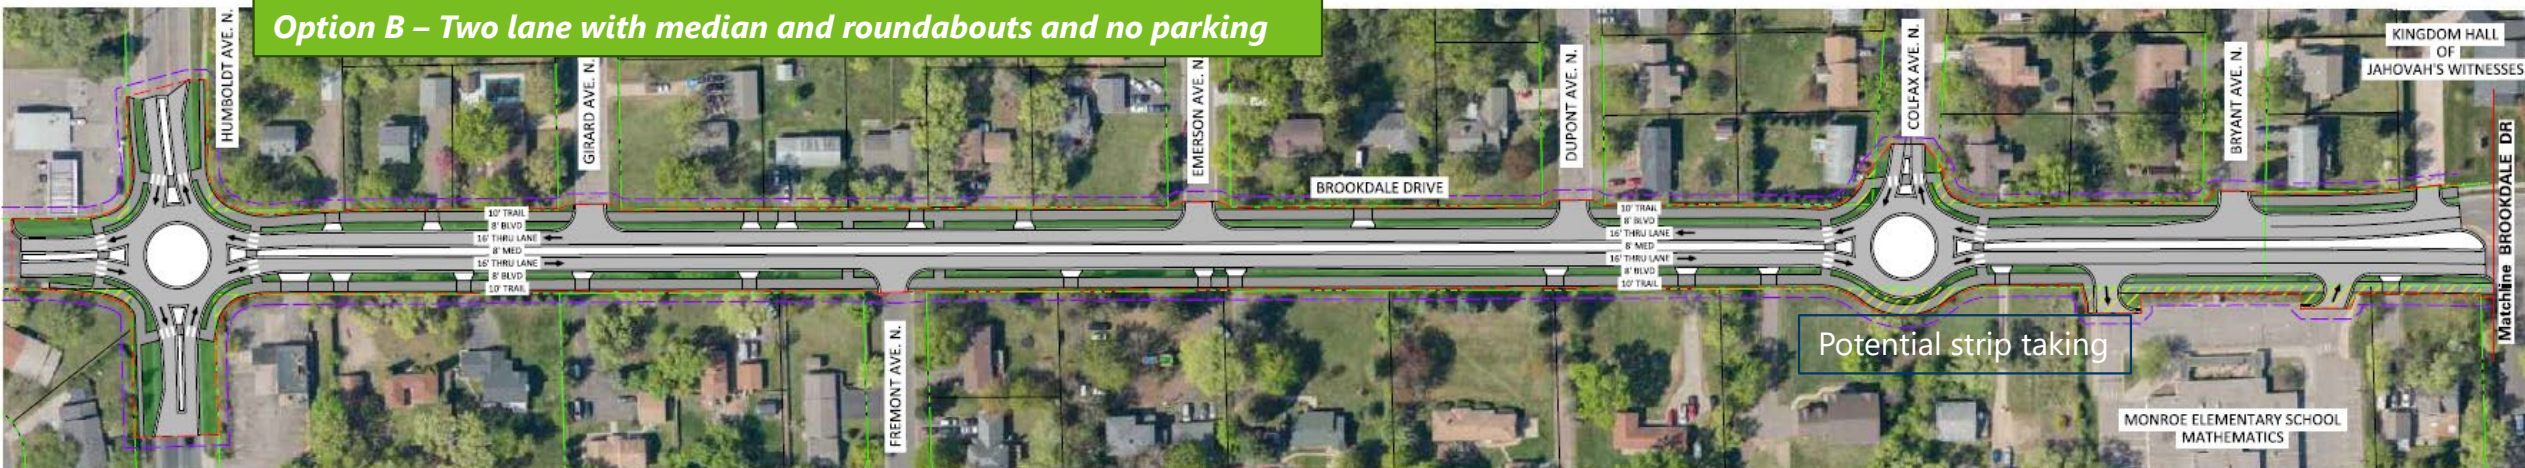 Option B – Two lane with median and roundabouts and no parking
HUMBOLDT AVE. N.
GIRARD AVE. N.
EMERSON AVE. N.
DUPONT AVE. N.
COLFAX AVE. N.
BRYANT AVE. N.
KINGDOM HALL
OF
JAHOVAH'S WITNESSES
BROOKDALE DRIVE
10' TRAIL
8' BLVD
16' THRU LANE
8' MED
16' THRU LANE
8' BLVD
10' TRAIL
10' TRAIL
8' BLVD
16' THRU LANE
8' MED
16' THRU LANE
8' BLVD
10' TRAIL
Matchline BROOKDALE DR
FREMONT AVE. N.
Potential strip taking
MONROE ELEMENTARY SCHOOL
MATHEMATICS